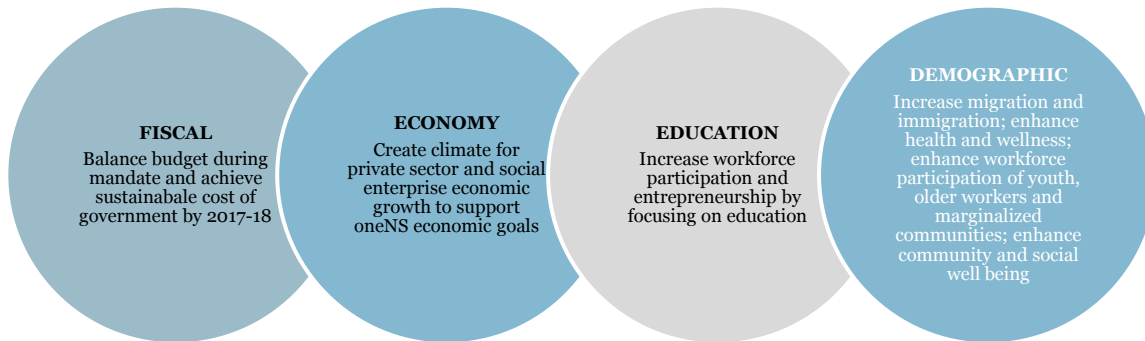 FISCAL
Balance budget during
mandate and achieve
sustainabale cost of
government by 2017-18
ECONOMY
Create climate for
private sector and social
enterprise economic
growth to support
oneNS economic goals
EDUCATION
Increase workforce
participation and
entrepreneurship by
focusing on education
DEMOGRAPHIC
Increase migration and
immigration; enhance
health and wellness;
enhance workforce
participation of youth,
older workers and
marginalized
communities; enhance
community and social
well being